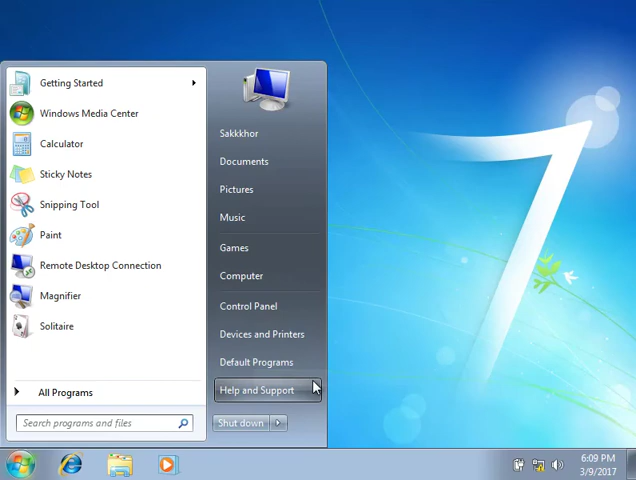 Getting Started
Windows Media Center
Calculator
Sticky Notes
Snipping Tool
Paint
Remote Desktop Connection
Magnifier
Solitaire
All Programs
Search programs and files
Sakkkhor
Documents
Pictures
Music
Games
Computer
Control Panel
Devices and Printers
Default Programs
Help and Support
Shut down
7
6:09 PM
3/9/2017